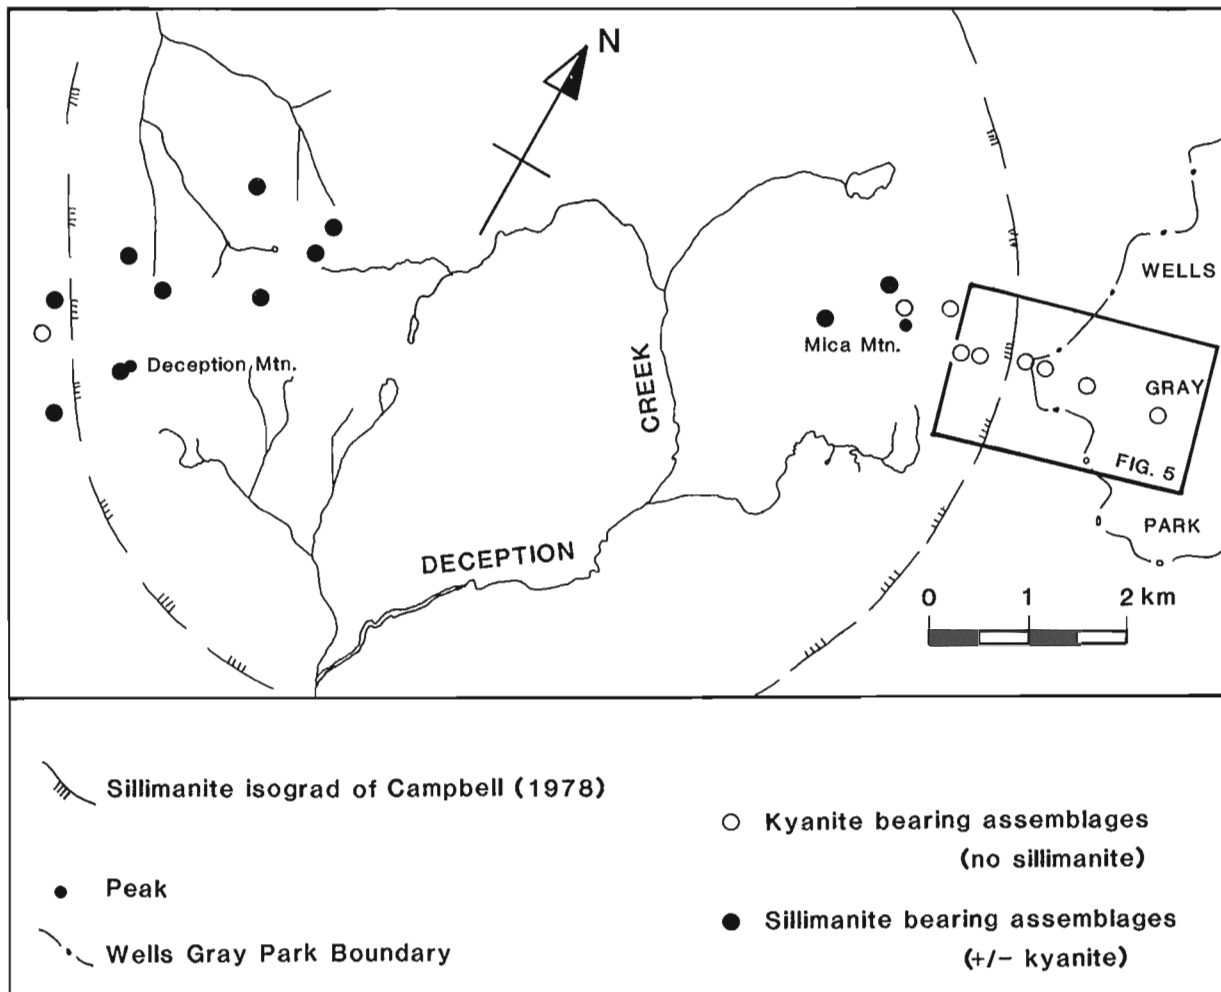 N
WELLS
Mica Mtn.
Deception Mtn.
CREEK
GRAY
FIG. 5
DECEPTION
PARK
0 1 2 km
Sillimanite isograd of Campbell (1978)
Kyanite bearing assemblages
(no sillimanite)
Peak
Sillimanite bearing assemblages
(+/- kyanite)
Wells Gray Park Boundary